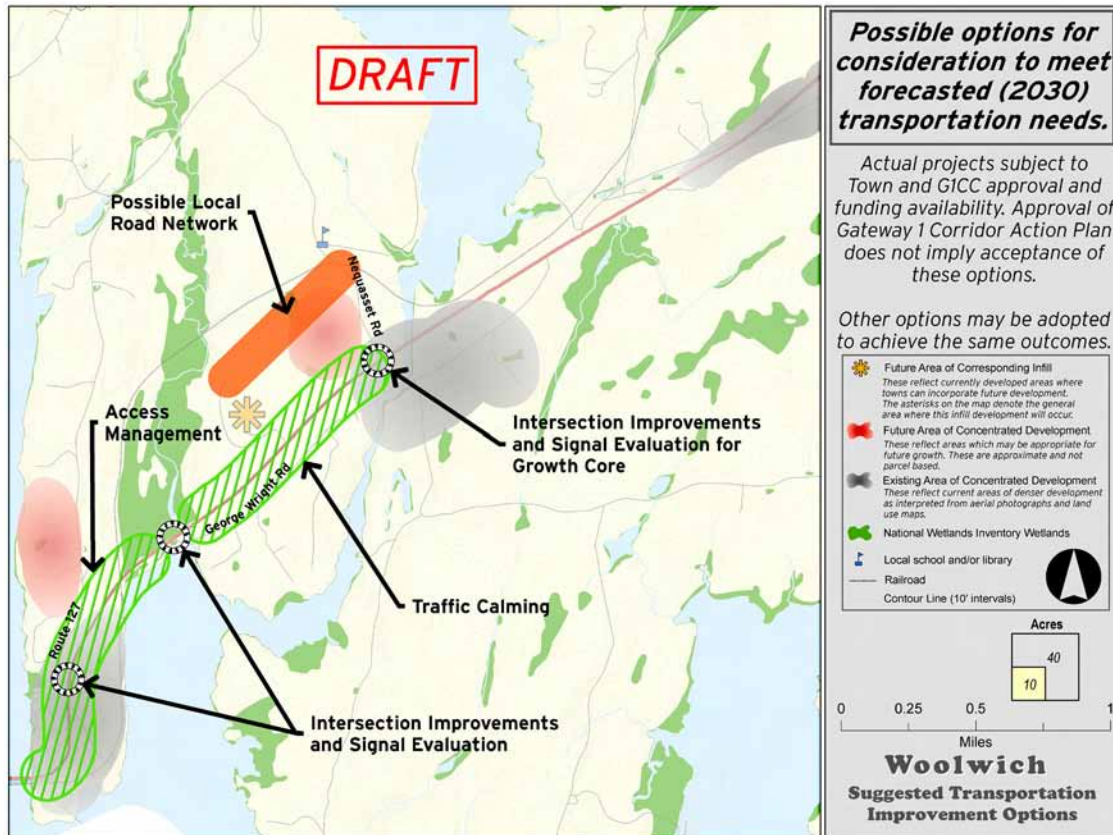 DRAFT
Possible Local
Road Network
Nequasset Rd
Access
Management
George Wright Rd
Intersection Improvements
and Signal Evaluation for
Growth Core
Traffic Calming
Route 127
Intersection Improvements
and Signal Evaluation
Possible options for
consideration to meet
forecasted (2030)
transportation needs.
Actual projects subject to
Town and G1CC approval and
funding availability. Approval of
Gateway 1 Corridor Action Plan
does not imply acceptance of
these options.
Other options may be adopted
to achieve the same outcomes.
Future Area of Corresponding Infill
These reflect currently developed areas where
towns can incorporate future development.
The asterisks on the map denote the general
area where this infill development will occur.
Future Area of Concentrated Development
These reflect areas which may be appropriate for
future growth. These are approximate and not
parcel based.
Existing Area of Concentrated Development
These reflect current areas of denser development
as interpreted from aerial photographs and land
use maps.
National Wetlands Inventory Wetlands
Local school and/or library
Railroad
Contour Line (10' intervals)
Acres
40
10
0 0.25 0.5 1
Miles
Woolwich
Suggested Transportation
Improvement Options